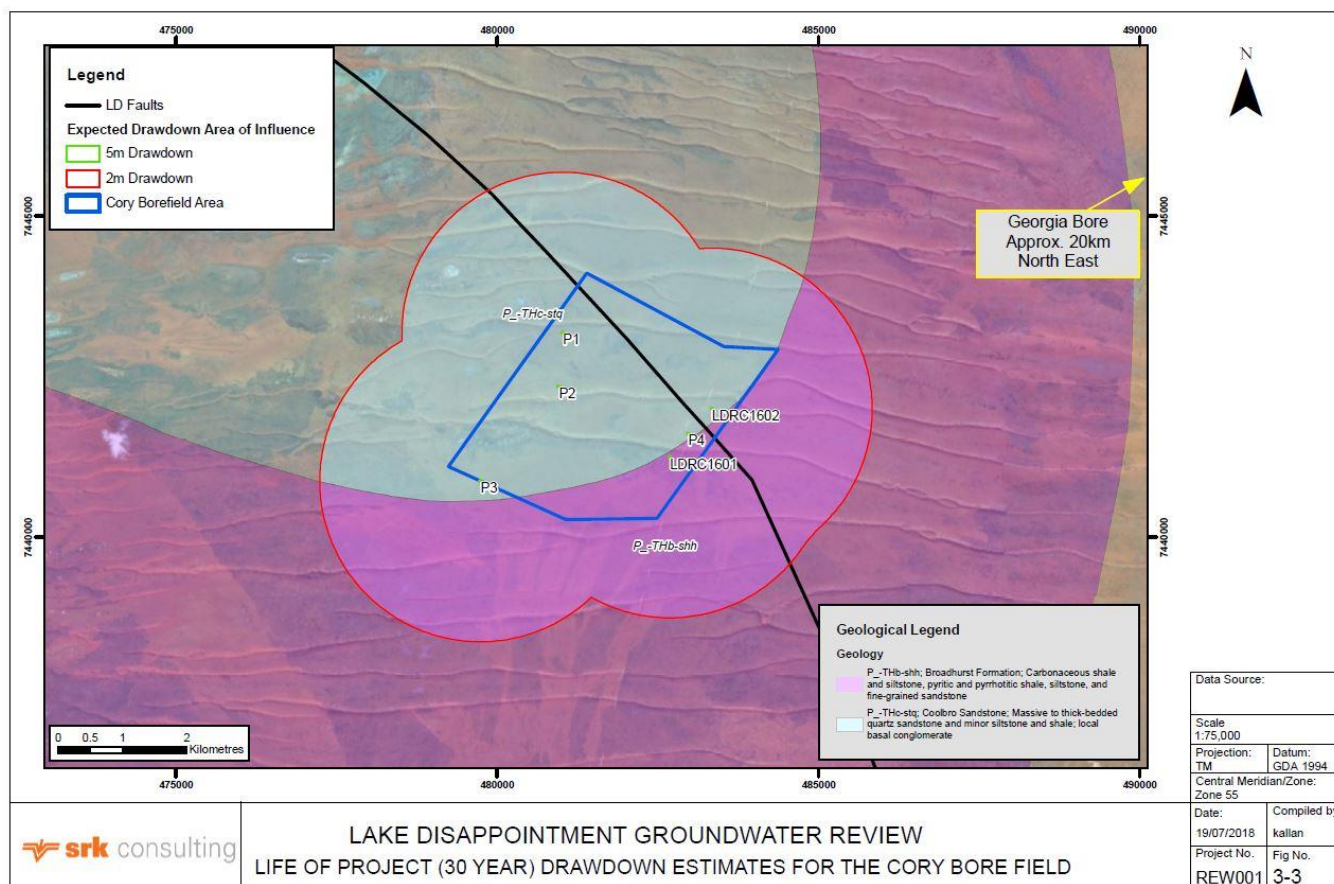 475000
480000
485000
490000
N
Legend
LD Faults
Expected Drawdown Area of Influence
5m Drawdown
2m Drawdown
Cory Borefield Area
7445000
7445000
Georgia Bore
Approx. 20km
North East
P_-THc-stq
P1
P2
LDRC1602
P4
LDRC1601
P3
7440000
7440000
P_-THb-shh
Geological Legend
Geology
P_-THb-shh; Broadhurst Formation; Carbonaceous shale
and siltstone, pyritic and pyrrhotitic shale, siltstone, and
fine-grained sandstone
P_-THc-stq; Coolbro Sandstone; Massive to thick-bedded
quartz sandstone and minor siltstone and shale; local
basal conglomerate
0 0.5 1 2
Kilometres
475000
480000
485000
490000
Data Source:
Scale
1:75,000
Projection:
TM
Datum:
GDA 1994
Central Meridian/Zone:
Zone 55
Date:
19/07/2018
Compiled by
kallan
Project No.
REW001
Fig No.
3-3
srk consulting
LAKE DISAPPOINTMENT GROUNDWATER REVIEW
LIFE OF PROJECT (30 YEAR) DRAWDOWN ESTIMATES FOR THE CORY BORE FIELD